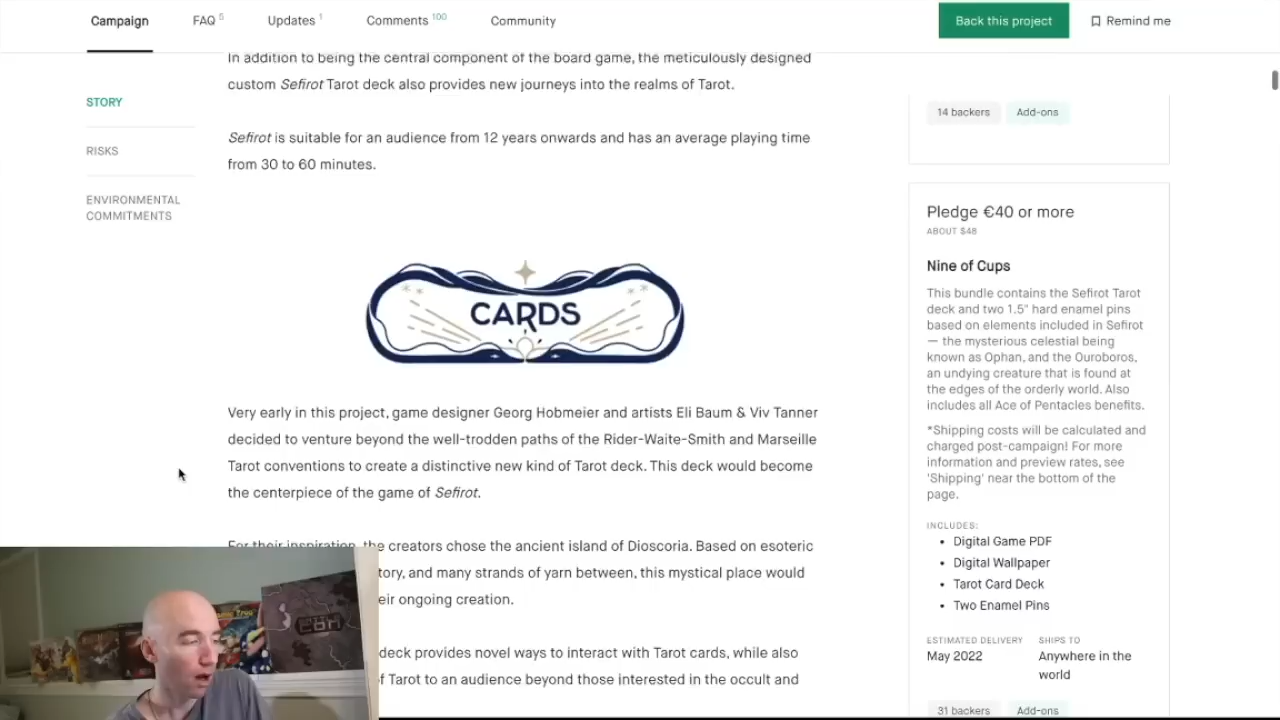 Campaign
FAQ 5
Updates 1
Comments 100
Community
Back this project
Remind me
STORY
RISKS
ENVIRONMENTAL
COMMITMENTS
In addition to being the central component of the board game, the meticulously designed
custom Sefirot Tarot deck also provides new journeys into the realms of Tarot.
Sefirot is suitable for an audience from 12 years onwards and has an average playing time
from 30 to 60 minutes.
CARDS
Very early in this project, game designer Georg Hobmeier and artists Eli Baum & Viv Tanner
decided to venture beyond the well-trodden paths of the Rider-Waite-Smith and Marseille
Tarot conventions to create a distinctive new kind of Tarot deck. This deck would become
the centerpiece of the game of Sefirot.
For their inspiration, the creators chose the ancient island of Dioscoria. Based on esoteric
tory, and many strands of yarn between, this mystical place would
eir ongoing creation.
deck provides novel ways to interact with Tarot cards, while also
f Tarot to an audience beyond those interested in the occult and
14 backers
Add-ons
Pledge €40 or more
ABOUT $48
Nine of Cups
This bundle contains the Sefirot Tarot
deck and two 1.5" hard enamel pins
based on elements included in Sefirot
— the mysterious celestial being
known as Ophan, and the Ouroboros,
an undying creature that is found at
the edges of the orderly world. Also
includes all Ace of Pentacles benefits.
*Shipping costs will be calculated and
charged post-campaign! For more
information and preview rates, see
'Shipping' near the bottom of the
page.
INCLUDES:
• Digital Game PDF
• Digital Wallpaper
• Tarot Card Deck
• Two Enamel Pins
ESTIMATED DELIVERY
May 2022
SHIPS TO
Anywhere in the
world
31 backers
Add-ons